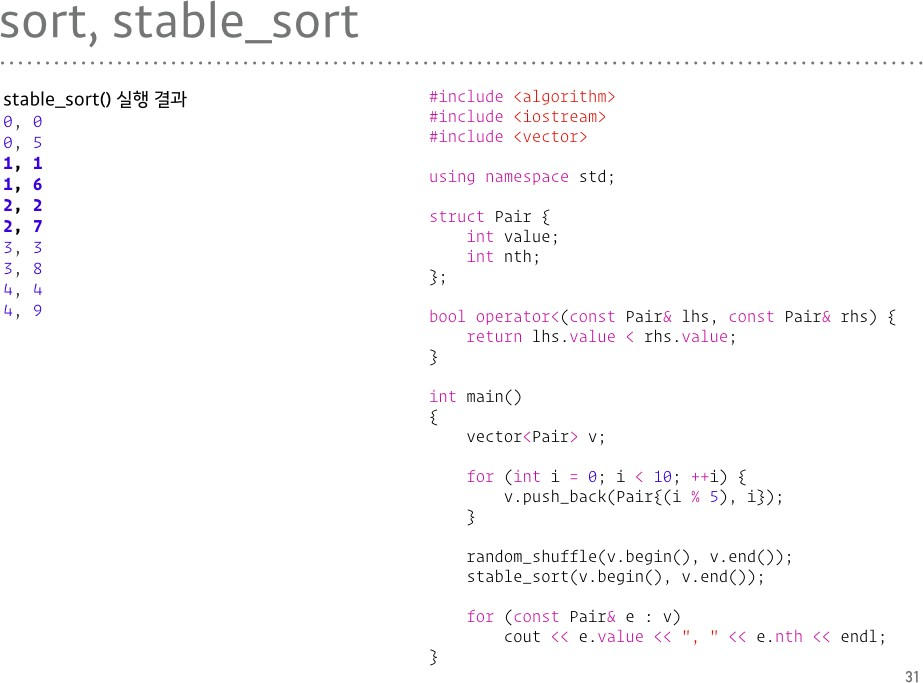 sort, stable_sort
stable_sort() 실행 결과
0, 0
0, 5
1, 1
1, 6
2, 2
2, 7
3, 3
3, 8
4, 4
4, 9
#include <algorithm>
#include <iostream>
#include <vector>
using namespace std;
struct Pair {
    int value;
    int nth;
};
bool operator<(const Pair& lhs, const Pair& rhs) {
    return lhs.value < rhs.value;
}
int main()
{
    vector<Pair> v;
    for (int i = 0; i < 10; ++i) {
        v.push_back(Pair{(i % 5), i});
    }
    random_shuffle(v.begin(), v.end());
    stable_sort(v.begin(), v.end());
    for (const Pair& e : v)
        cout << e.value << ", " << e.nth << endl;
}
31